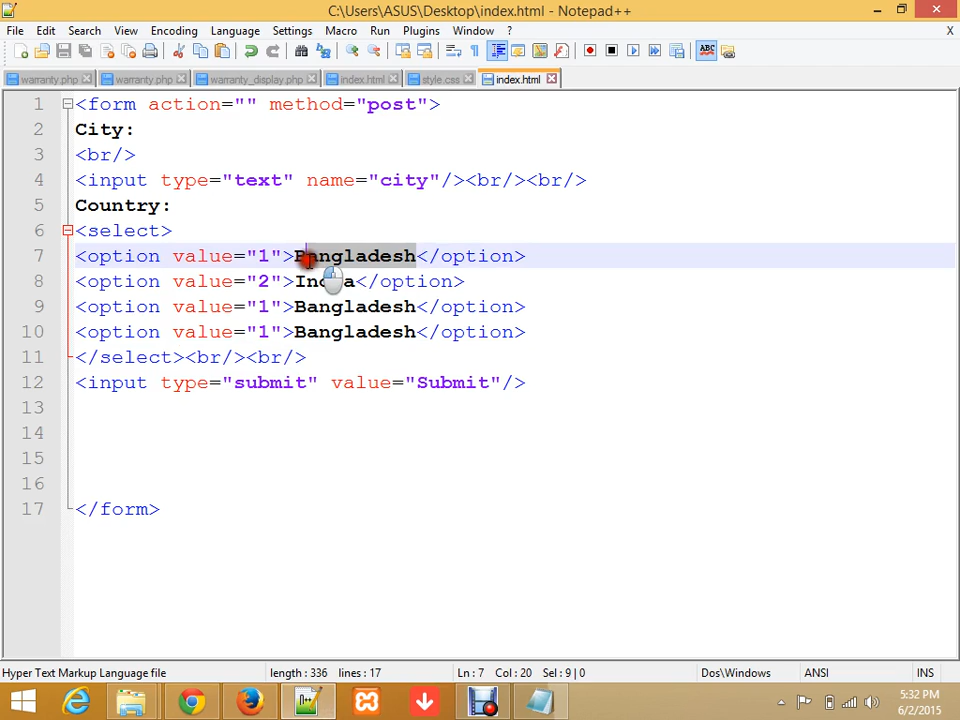 C:\Users\ASUS\Desktop\index.html - Notepad++
File Edit Search View Encoding Language Settings Macro Run Plugins Window ? X
warranty.php warranty.php warranty_display.php index.html style.css index.html
1 <form action="" method="post">
2 City:
3 <br/>
4 <input type="text" name="city"/><br/><br/>
5 Country:
6 <select>
7 <option value="1">Bangladesh</option>
8 <option value="2">India</option>
9 <option value="1">Bangladesh</option>
10 <option value="1">Bangladesh</option>
11 </select><br/><br/>
12 <input type="submit" value="Submit"/>
13
14
15
16
17 </form>
Hyper Text Markup Language file length : 336 lines : 17 Ln : 7 Col : 20 Sel : 9 | 0 Dos\Windows ANSI INS
5:32 PM
6/2/2015